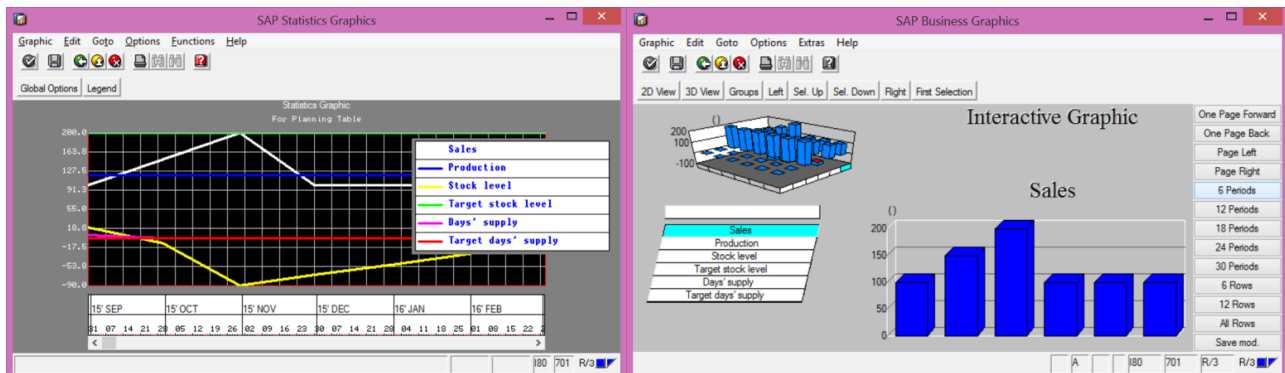 SAP Statistics Graphics
Graphic Edit Goto Options Functions Help
Global Options Legend
Statistics Graphic
For Planning Table
200.0
163.8
127.5
91.3
55.0
18.8
-17.5
-53.8
-90.0
Sales
Production
Stock level
Target stock level
Days' supply
Target days' supply
15' SEP 15' OCT 15' NOV 15' DEC 16' JAN 16' FEB
31 07 14 21 28 05 12 19 26 02 09 16 23 30 07 14 21 28 04 11 18 25 01 08 15 22
I80 701 R/3
SAP Business Graphics
Graphic Edit Goto Options Extras Help
2D View 3D View Groups Left Sel. Up Sel. Down Right First Selection
Interactive Graphic
()
200
100
-100
Sales
Production
Stock level
Target stock level
Days' supply
Target days' supply
Sales
()
200
150
100
50
0
One Page Forward
One Page Back
Page Left
Page Right
6 Periods
12 Periods
18 Periods
24 Periods
30 Periods
6 Rows
12 Rows
All Rows
Save mod.
A I80 701 R/3 R/3